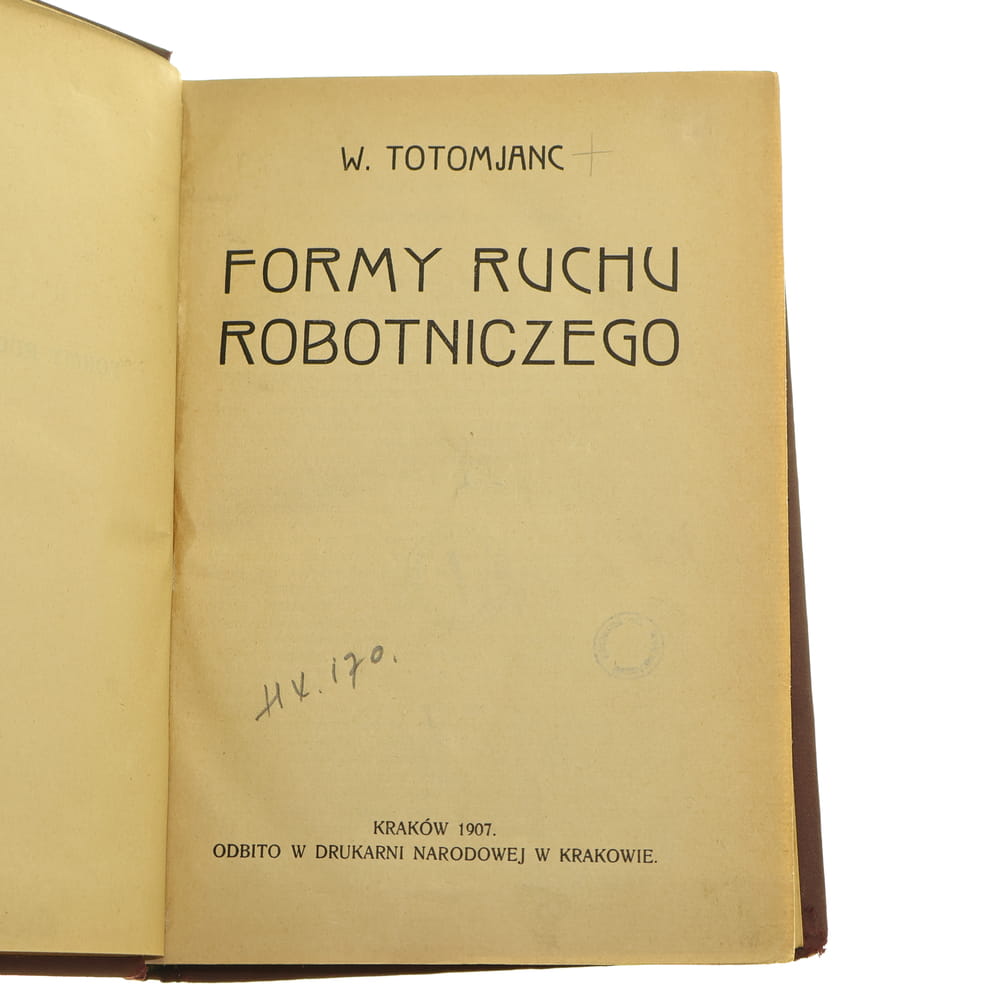 W. TOTOMJANC
FORMY RUCHU
ROBOTNICZEGO
HX. 170.
KRAKÓW 1907.
ODBITO W DRUKARNI NARODOWEJ W KRAKOWIE.